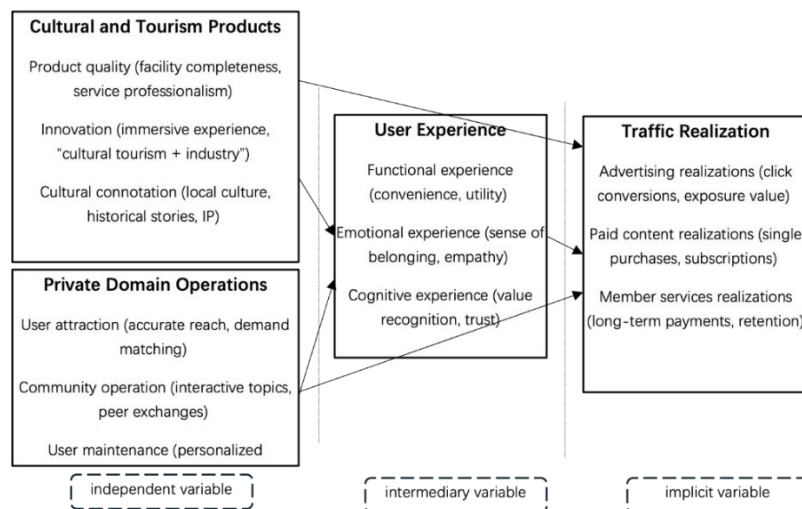 Cultural and Tourism Products
Product quality (facility completeness,
service professionalism)
Innovation (immersive experience,
"cultural tourism + industry")
Cultural connotation (local culture,
historical stories, IP)
Private Domain Operations
User attraction (accurate reach, demand
matching)
Community operation (interactive topics,
peer exchanges)
User maintenance (personalized
User Experience
Functional experience
(convenience, utility)
Emotional experience (sense of
belonging, empathy)
Cognitive experience (value
recognition, trust)
Traffic Realization
Advertising realizations (click
conversions, exposure value)
Paid content realizations (single
purchases, subscriptions)
Member services realizations
(long-term payments, retention)
independent variable
intermediary variable
implicit variable